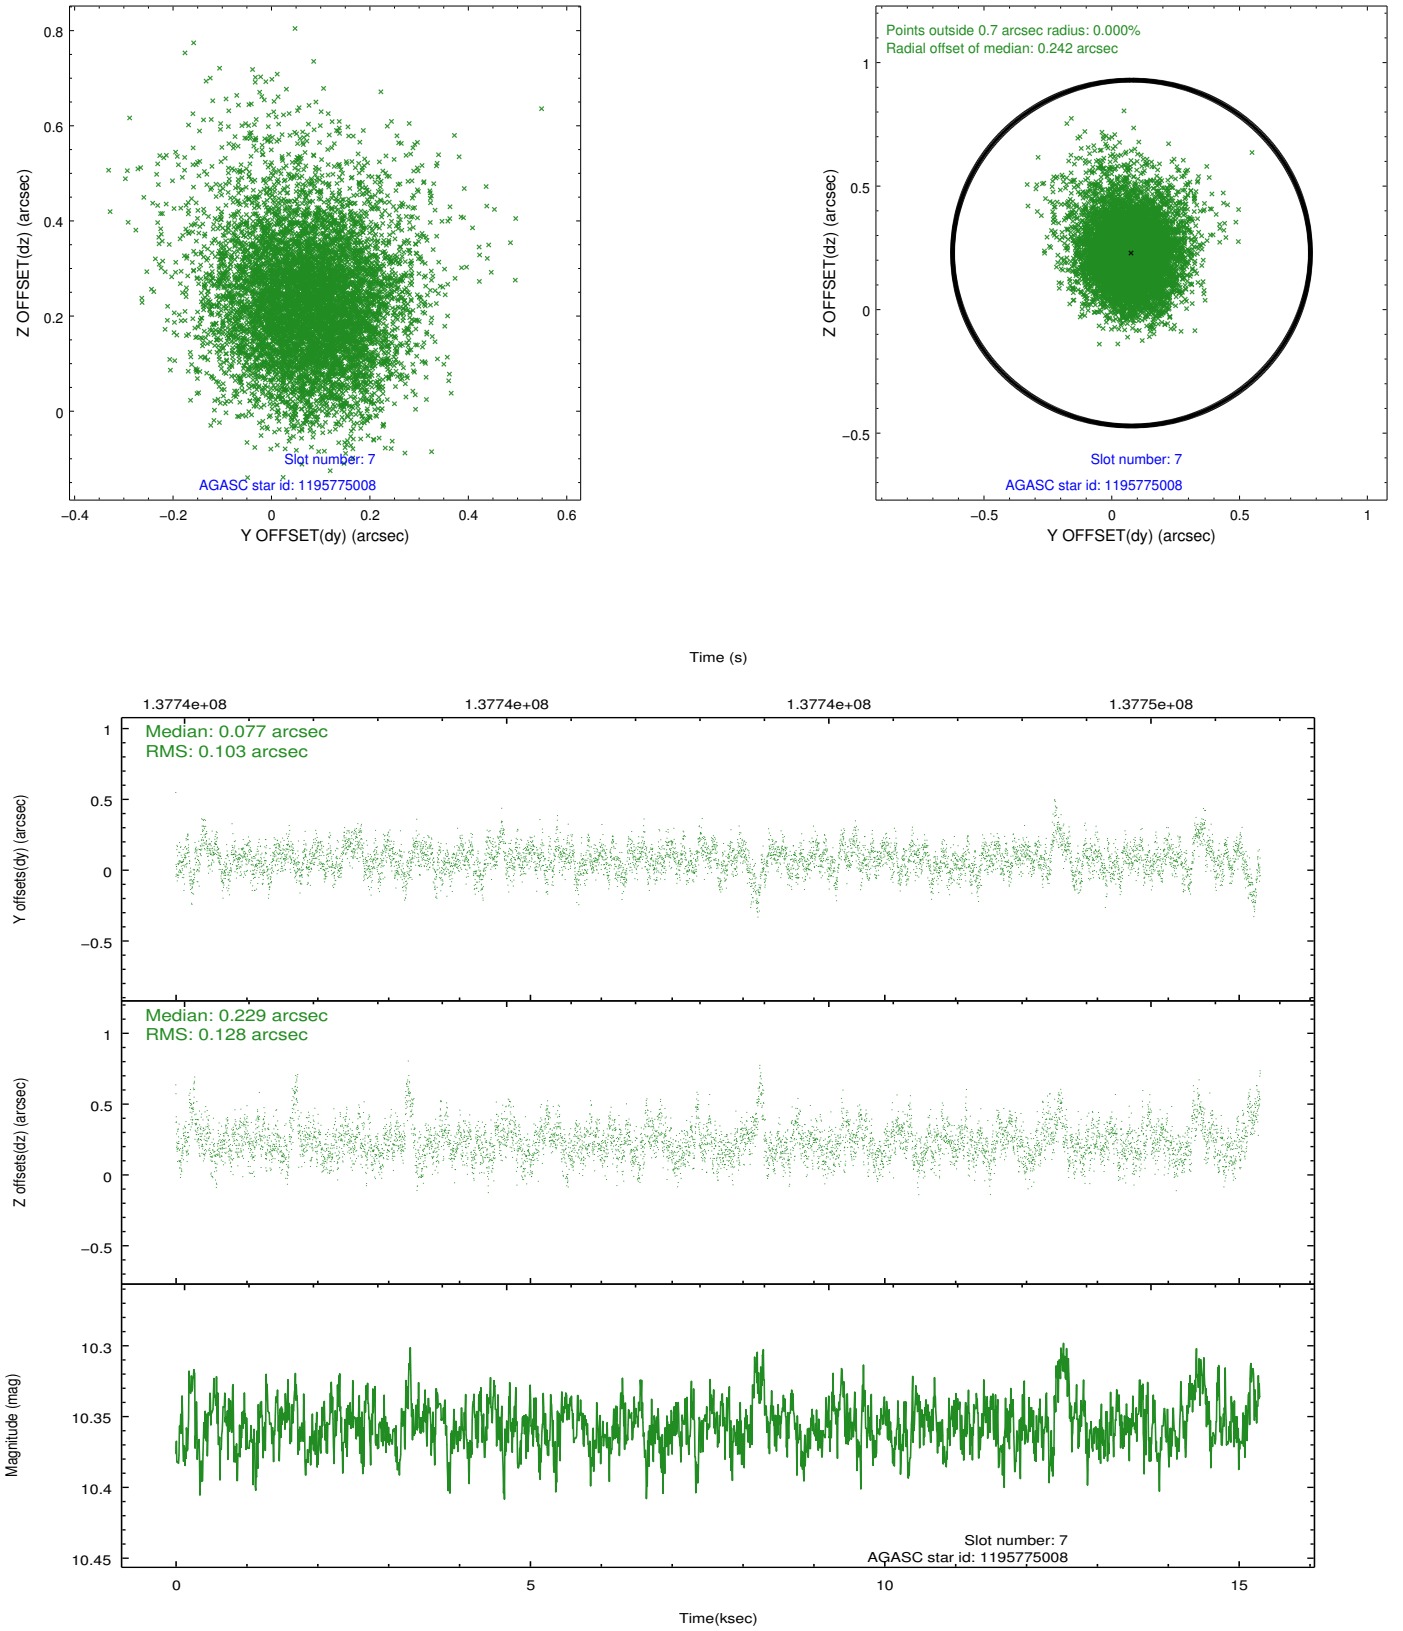 0.8
0.6
0.4
0.2
0
−0.4 −0.2 0 0.2 0.4 0.6
Z OFFSET(dz) (arcsec)
Y OFFSET(dy) (arcsec)
Slot number: 7
AGASC star id: 1195775008
Points outside 0.7 arcsec radius: 0.000%
Radial offset of median: 0.242 arcsec
1
0.5
0
−0.5
−0.5 0 0.5 1
Z OFFSET(dz) (arcsec)
Y OFFSET(dy) (arcsec)
Slot number: 7
AGASC star id: 1195775008
Time (s)
1.3774e+08 1.3774e+08 1.3774e+08 1.3775e+08
Median: 0.077 arcsec
RMS: 0.103 arcsec
1
0.5
0
−0.5
Y offsets(dy) (arcsec)
Median: 0.229 arcsec
RMS: 0.128 arcsec
1
0.5
0
−0.5
Z offsets(dz) (arcsec)
10.3
10.35
10.4
10.45
Magnitude (mag)
Slot number: 7
AGASC star id: 1195775008
0 5 10 15
Time(ksec)